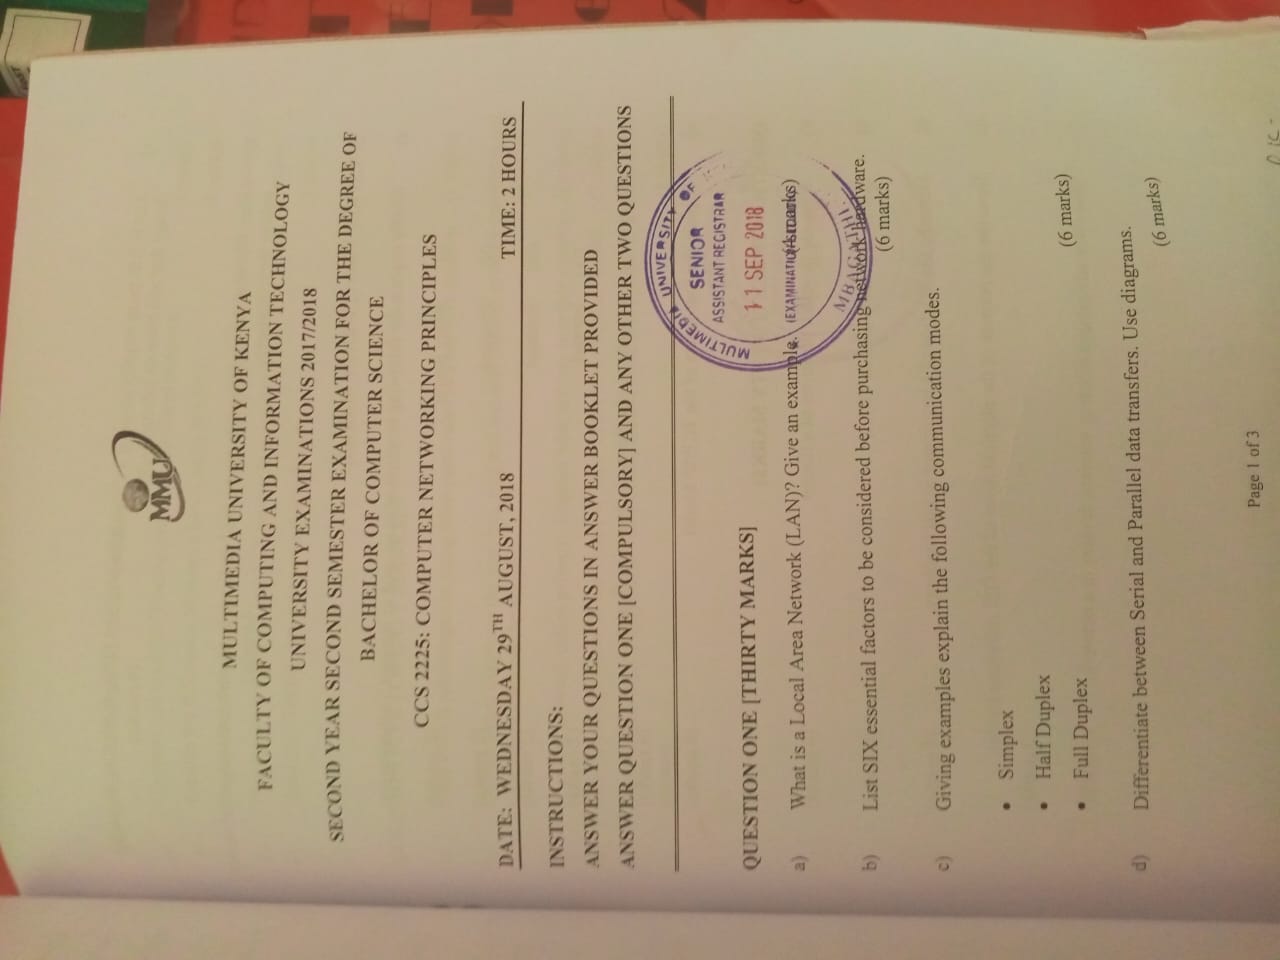 MMU
MULTIMEDIA UNIVERSITY OF KENYA
FACULTY OF COMPUTING AND INFORMATION TECHNOLOGY
UNIVERSITY EXAMINATIONS 2017/2018
SECOND YEAR SECOND SEMESTER EXAMINATION FOR THE DEGREE OF
BACHELOR OF COMPUTER SCIENCE
CCS 2225: COMPUTER NETWORKING PRINCIPLES
DATE: WEDNESDAY 29TH AUGUST, 2018 TIME: 2 HOURS
INSTRUCTIONS:
ANSWER YOUR QUESTIONS IN ANSWER BOOKLET PROVIDED
ANSWER QUESTION ONE [COMPULSORY] AND ANY OTHER TWO QUESTIONS
MULTIMEDIA UNIVERSITY OF
SENIOR
ASSISTANT REGISTRAR
11 SEP 2018
MBAGATHI
QUESTION ONE [THIRTY MARKS]
a) What is a Local Area Network (LAN)? Give an example. (4marks)
b) List SIX essential factors to be considered before purchasing network hardware.
(6 marks)
c) Giving examples explain the following communication modes.
• Simplex
• Half Duplex
• Full Duplex
(6 marks)
d) Differentiate between Serial and Parallel data transfers. Use diagrams.
(6 marks)
Page 1 of 3